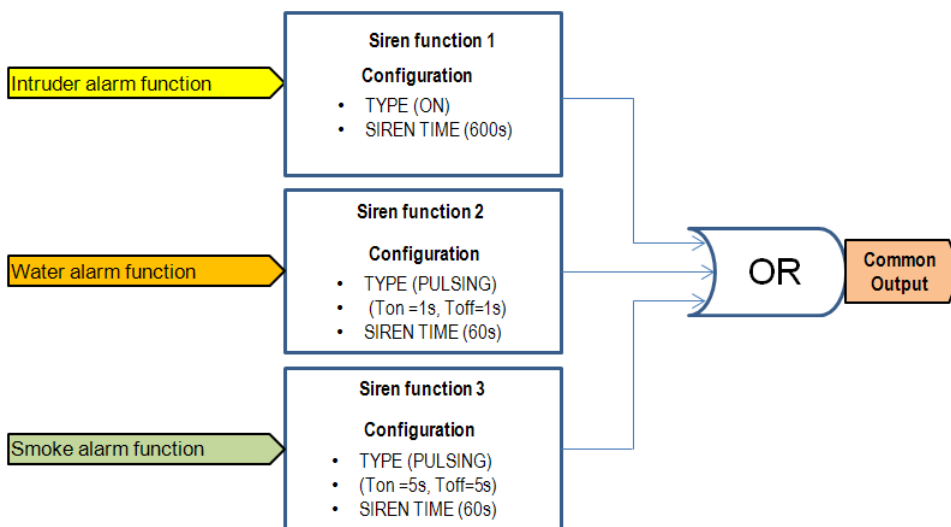 Intruder alarm function
Siren function 1
Configuration
• TYPE (ON)
• SIREN TIME (600s)
Water alarm function
Siren function 2
Configuration
• TYPE (PULSING)
• (Ton =1s, Toff=1s)
• SIREN TIME (60s)
Smoke alarm function
Siren function 3
Configuration
• TYPE (PULSING)
• (Ton =5s, Toff=5s)
• SIREN TIME (60s)
OR
Common
Output